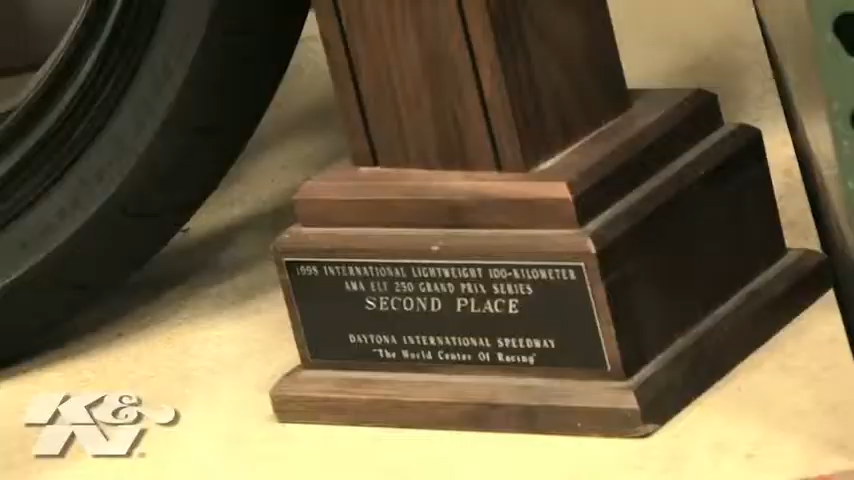 1998 INTERNATIONAL LIGHTWEIGHT 100-KILOMETER
AMA ELF 250 GRAND PRIX SERIES
SECOND PLACE
DAYTONA INTERNATIONAL SPEEDWAY
"The World Center Of Racing"
K&N